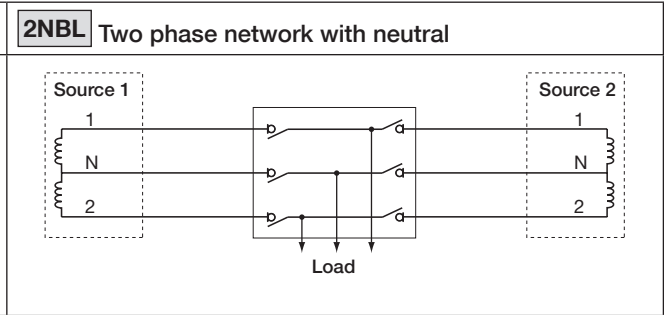 2NBL Two phase network with neutral
Source 1 Source 2
1 1
N N
2 2
Load